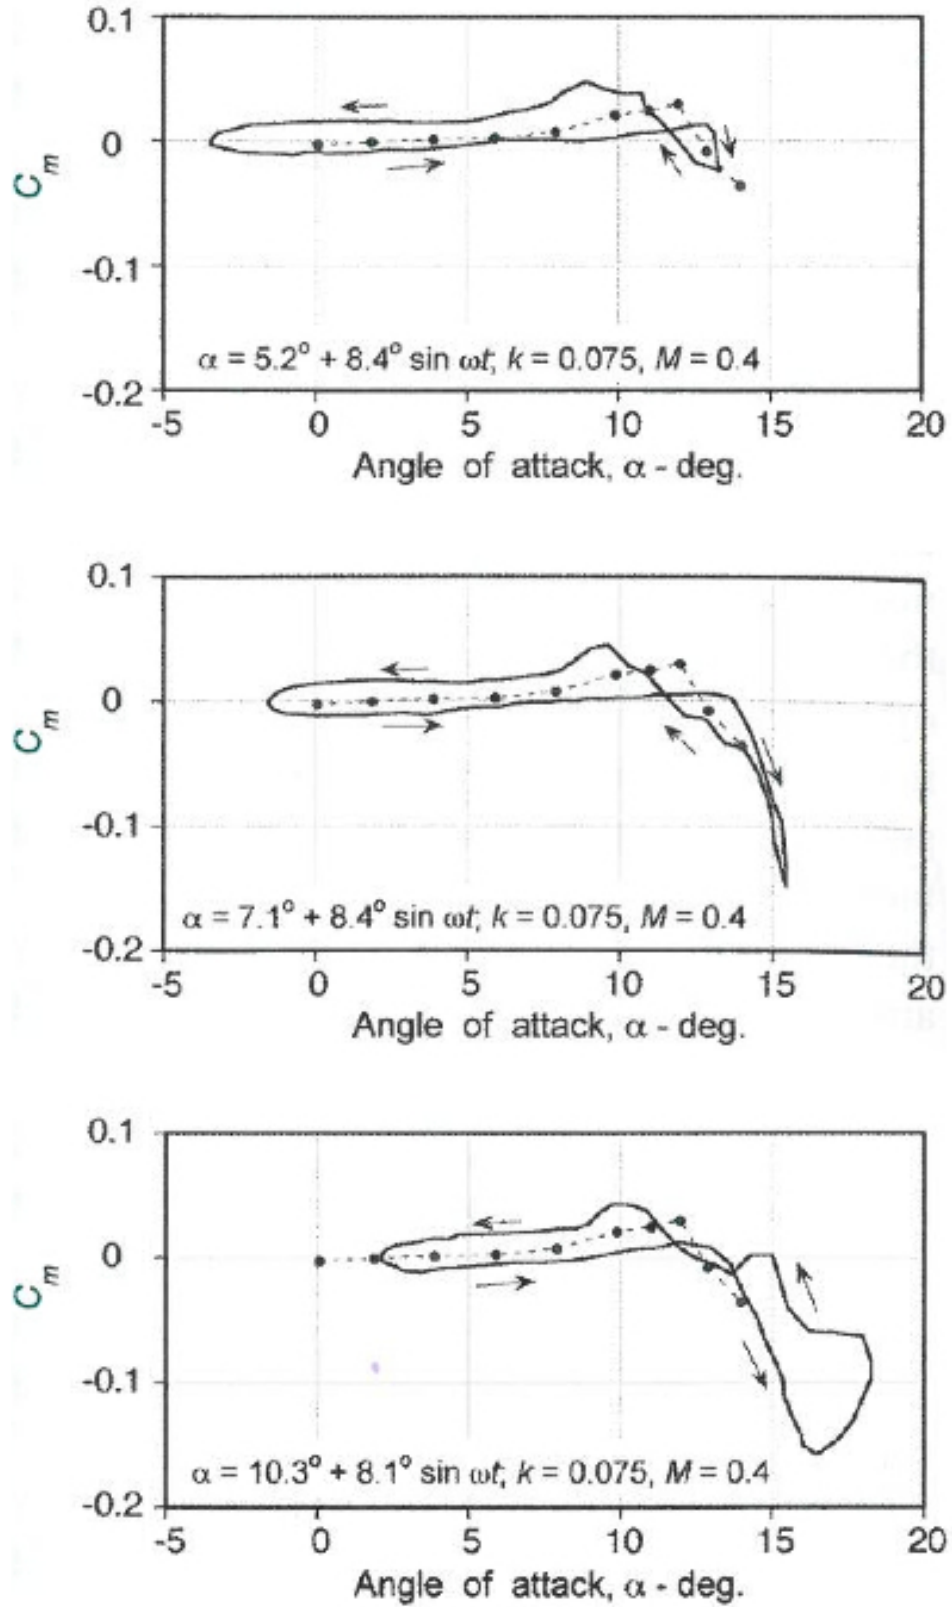 0.1
0
-0.1
-0.2
C_m
α = 5.2° + 8.4° sin ωt; k = 0.075, M = 0.4
-5 0 5 10 15 20
Angle of attack, α - deg.
0.1
0
-0.1
-0.2
C_m
α = 7.1° + 8.4° sin ωt; k = 0.075, M = 0.4
-5 0 5 10 15 20
Angle of attack, α - deg.
0.1
0
-0.1
-0.2
C_m
α = 10.3° + 8.1° sin ωt; k = 0.075, M = 0.4
-5 0 5 10 15 20
Angle of attack, α - deg.